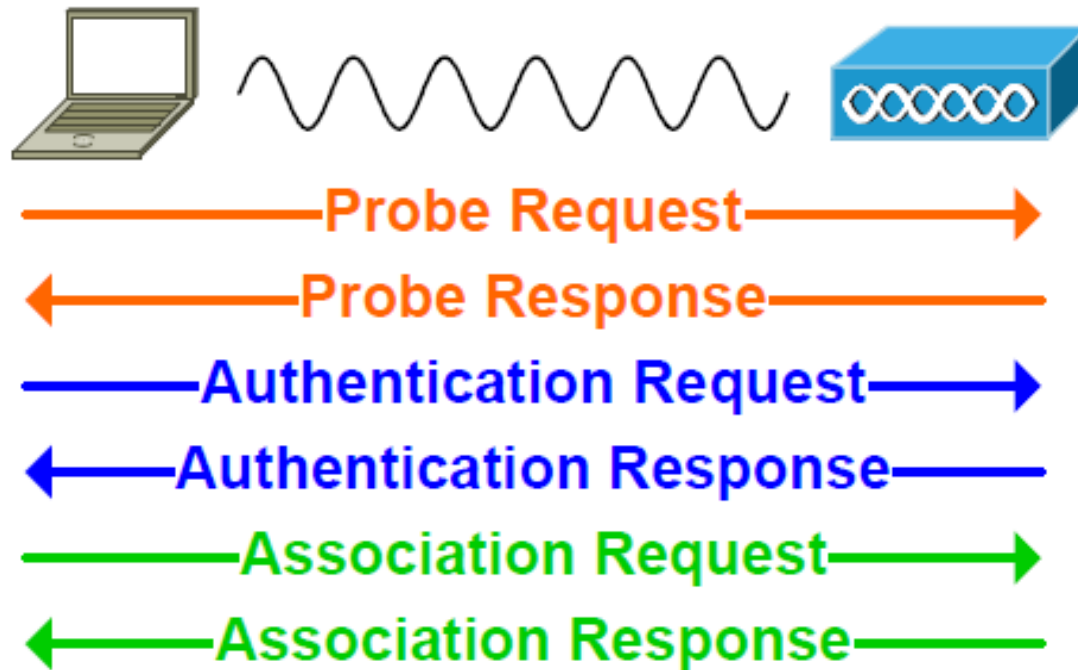 Probe Request
Probe Response
Authentication Request
Authentication Response
Association Request
Association Response